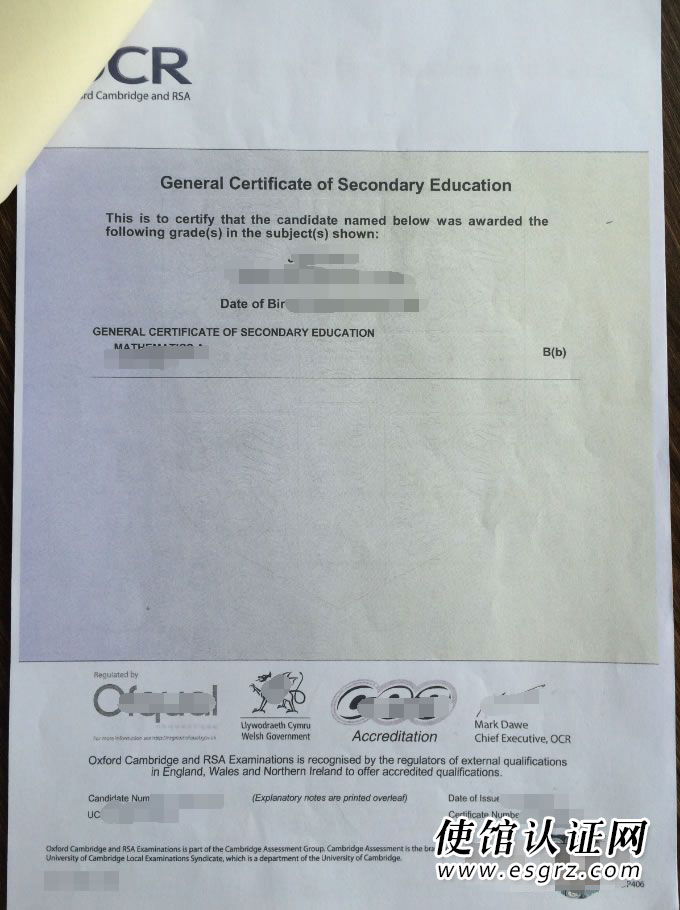 OCR
Oxford Cambridge and RSA
General Certificate of Secondary Education
This is to certify that the candidate named below was awarded the
following grade(s) in the subject(s) shown:
Date of Bir
GENERAL CERTIFICATE OF SECONDARY EDUCATION
MATHEMATICS A
B(b)
Regulated by
Ofqual
Llywodraeth Cymru
Welsh Government
Accreditation
Mark Dawe
Chief Executive, OCR
Oxford Cambridge and RSA Examinations is recognised by the regulators of external qualifications
in England, Wales and Northern Ireland to offer accredited qualifications.
Candidate Num
(Explanatory notes are printed overleaf)
Date of Issue
UC
Certificate Numbe
Oxford Cambridge and RSA Examinations is part of the Cambridge Assessment Group. Cambridge Assessment is the bra
University of Cambridge Local Examinations Syndicate, which is a department of the University of Cambridge.
使馆认证网
www.esgrz.com